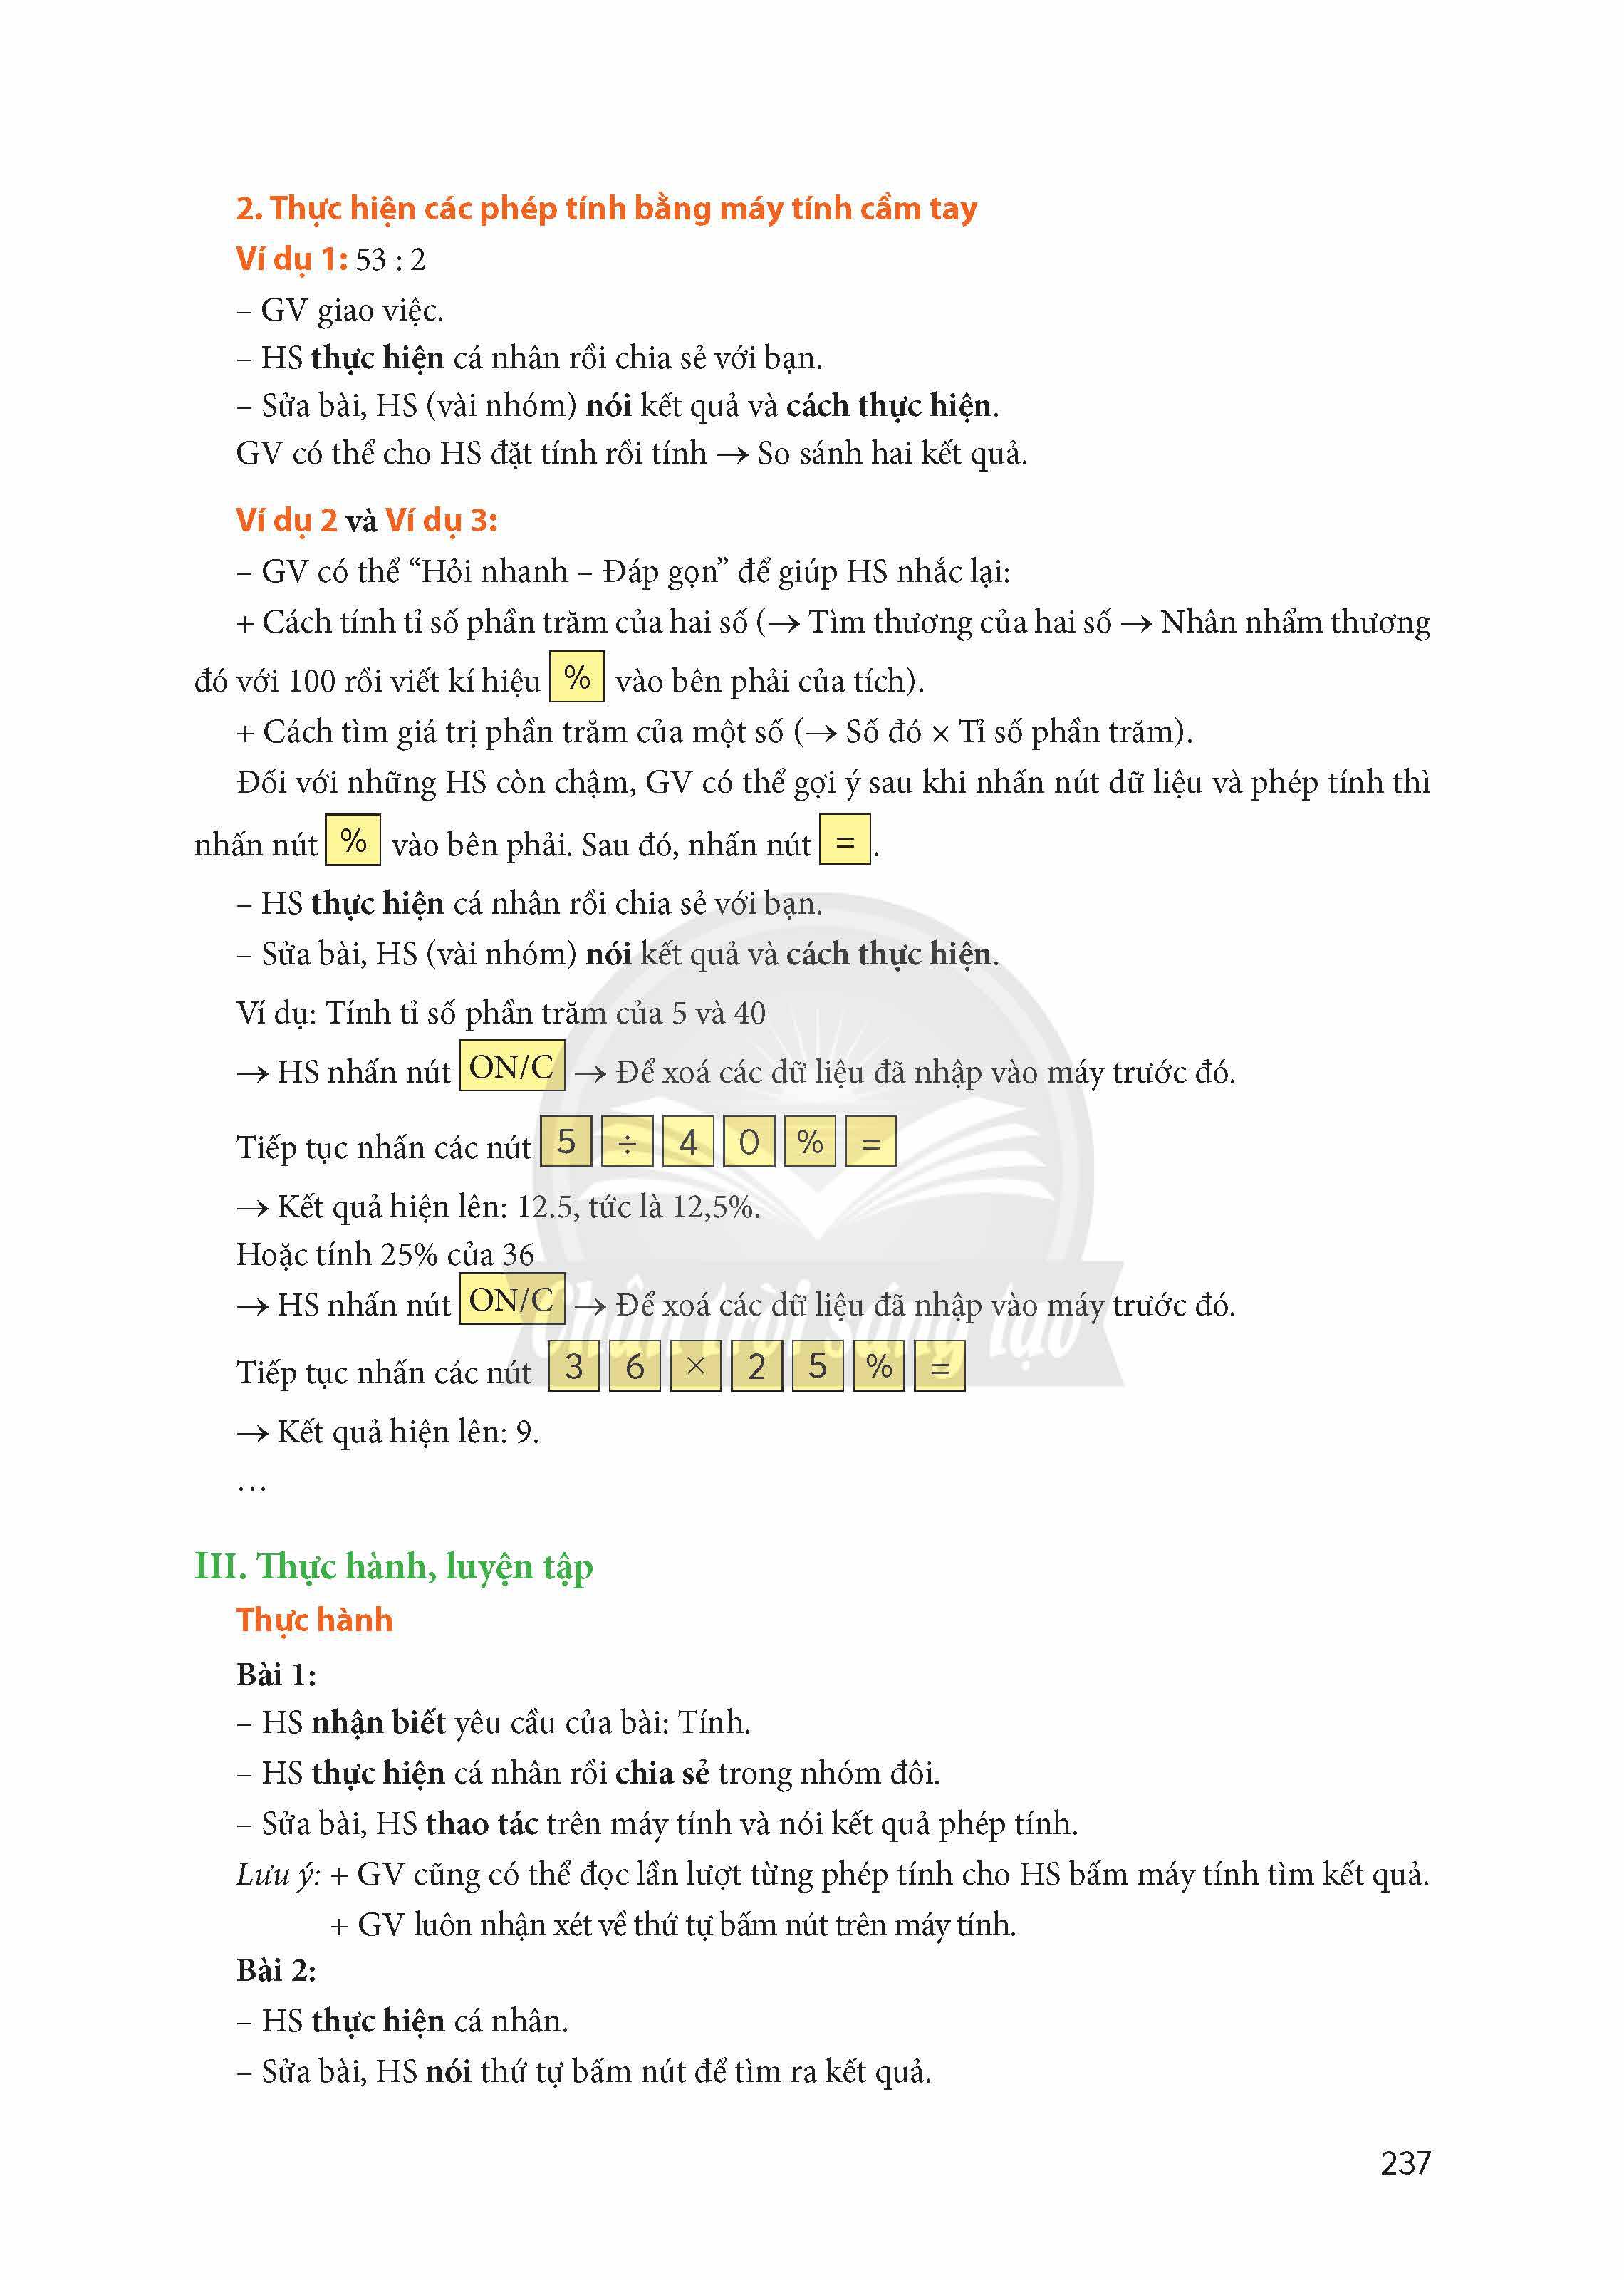 2. Thực hiện các phép tính bằng máy tính cầm tay
Ví dụ 1: 53 : 2
– GV giao việc.
– HS thực hiện cá nhân rồi chia sẻ với bạn.
– Sửa bài, HS (vài nhóm) nói kết quả và cách thực hiện.
GV có thể cho HS đặt tính rồi tính → So sánh hai kết quả.
Ví dụ 2 và Ví dụ 3:
– GV có thể “Hỏi nhanh – Đáp gọn” để giúp HS nhắc lại:
+ Cách tính tỉ số phần trăm của hai số (→ Tìm thương của hai số → Nhân nhẩm thương
đó với 100 rồi viết kí hiệu % vào bên phải của tích).
+ Cách tìm giá trị phần trăm của một số (→ Số đó × Tỉ số phần trăm).
Đối với những HS còn chậm, GV có thể gợi ý sau khi nhấn nút dữ liệu và phép tính thì
nhấn nút % vào bên phải. Sau đó, nhấn nút =.
– HS thực hiện cá nhân rồi chia sẻ với bạn.
– Sửa bài, HS (vài nhóm) nói kết quả và cách thực hiện.
Ví dụ: Tính tỉ số phần trăm của 5 và 40
→ HS nhấn nút ON/C → Để xoá các dữ liệu đã nhập vào máy trước đó.
Tiếp tục nhấn các nút 5 ÷ 4 0 % =
→ Kết quả hiện lên: 12.5, tức là 12,5%.
Hoặc tính 25% của 36
→ HS nhấn nút ON/C → Để xoá các dữ liệu đã nhập vào máy trước đó.
Chân trời sáng tạo
Tiếp tục nhấn các nút 3 6 × 2 5 % =
→ Kết quả hiện lên: 9.
…
III. Thực hành, luyện tập
Thực hành
Bài 1:
– HS nhận biết yêu cầu của bài: Tính.
– HS thực hiện cá nhân rồi chia sẻ trong nhóm đôi.
– Sửa bài, HS thao tác trên máy tính và nói kết quả phép tính.
Lưu ý: + GV cũng có thể đọc lần lượt từng phép tính cho HS bấm máy tính tìm kết quả.
+ GV luôn nhận xét về thứ tự bấm nút trên máy tính.
Bài 2:
– HS thực hiện cá nhân.
– Sửa bài, HS nói thứ tự bấm nút để tìm ra kết quả.
237